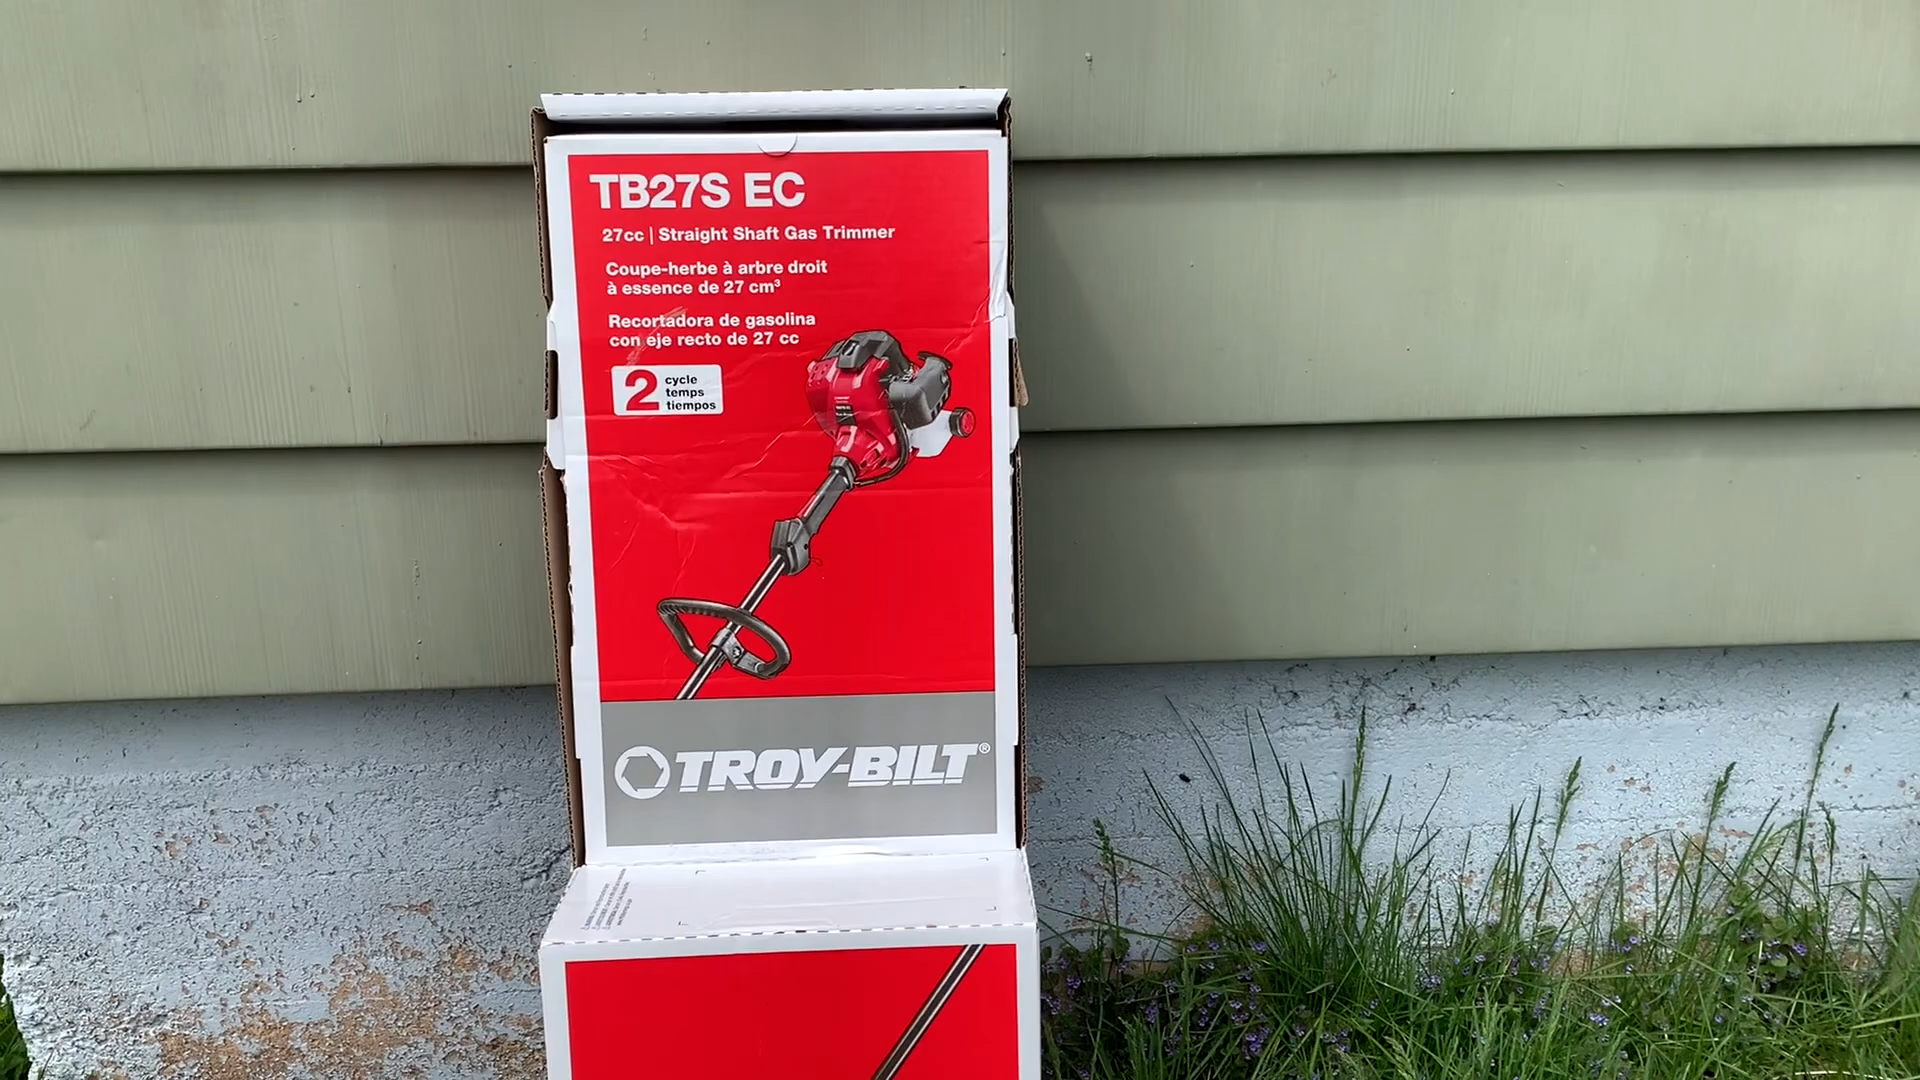 TB27S EC
27cc | Straight Shaft Gas Trimmer
Coupe-herbe à arbre droit
à essence de 27 cm³
Recortadora de gasolina
con eje recto de 27 cc
2 cycle
temps
tiempos
TROY-BILT®